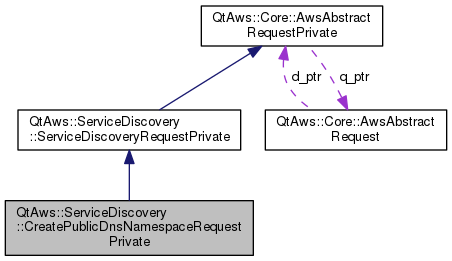 QtAws::Core::AwsAbstract
RequestPrivate
d_ptr
q_ptr
QtAws::ServiceDiscovery
::ServiceDiscoveryRequestPrivate
QtAws::Core::AwsAbstract
Request
QtAws::ServiceDiscovery
::CreatePublicDnsNamespaceRequest
Private